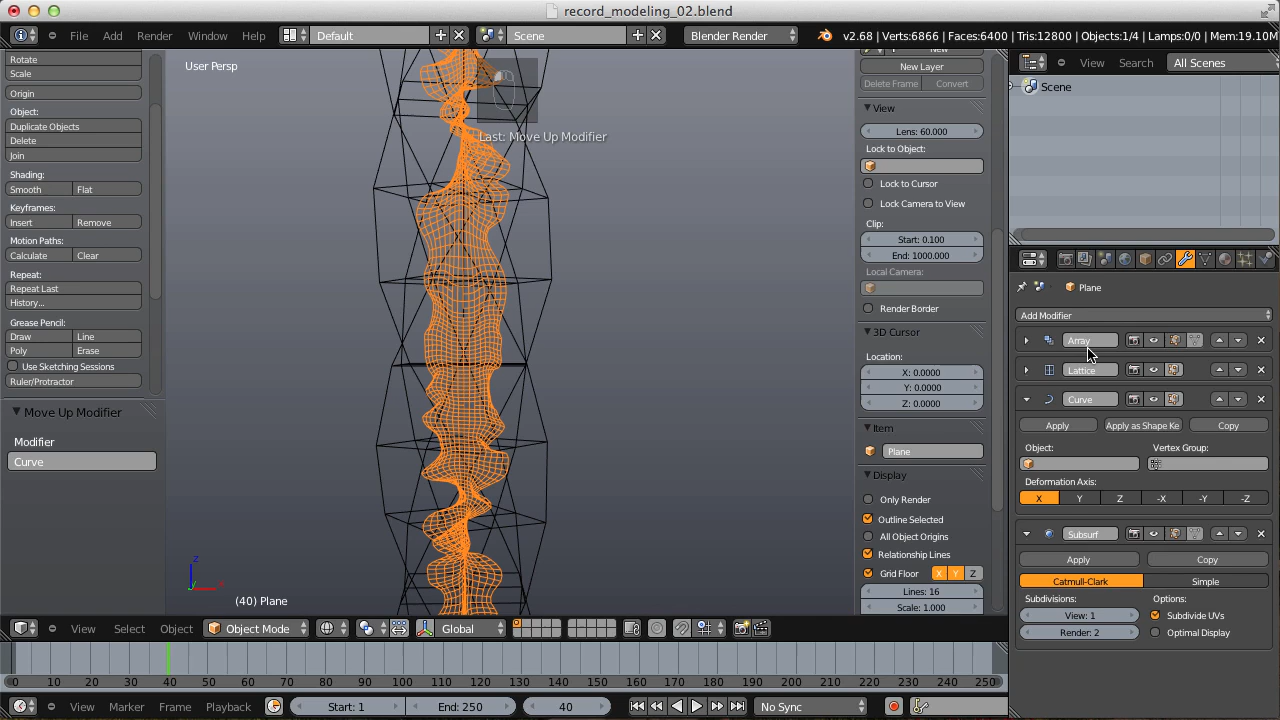 record_modeling_02.blend
File Add Render Window Help Default Scene Blender Render v2.68 | Verts:6866 | Faces:6400 | Tris:12800 | Objects:1/4 | Lamps:0/0 | Mem:19.10M
Rotate
Scale
Origin
Object:
Duplicate Objects
Delete
Join
Shading:
Smooth Flat
Keyframes:
Insert Remove
Motion Paths:
Calculate Clear
Repeat:
Repeat Last
History...
Grease Pencil:
Draw Line
Poly Erase
Use Sketching Sessions
Ruler/Protractor
Move Up Modifier
Modifier
Curve
User Persp
Last: Move Up Modifier
z
(40) Plane
New
New Layer
Delete Frame Convert
View
Lens: 60.000
Lock to Object:
Lock to Cursor
Lock Camera to View
Clip:
Start: 0.100
End: 1000.000
Local Camera:
Render Border
3D Cursor
Location:
X: 0.0000
Y: 0.0000
Z: 0.0000
Item
Plane
Display
Only Render
Outline Selected
All Object Origins
Relationship Lines
Grid Floor X Y Z
Lines: 16
Scale: 1.000
View Search All Scenes
Scene
Plane
Add Modifier
Array
Lattice
Curve
Apply Apply as Shape Ke Copy
Object: Vertex Group:
Deformation Axis:
X Y Z -X -Y -Z
Subsurf
Apply Copy
Catmull-Clark Simple
Subdivisions: Options:
View: 1 Subdivide UVs
Render: 2 Optimal Display
View Select Object Object Mode Global
0 10 20 30 40 50 60 70 80 90 100 110 120 130 140 150 160 170 180 190 200 210 220 230 240 250
View Marker Frame Playback Start: 1 End: 250 40 No Sync